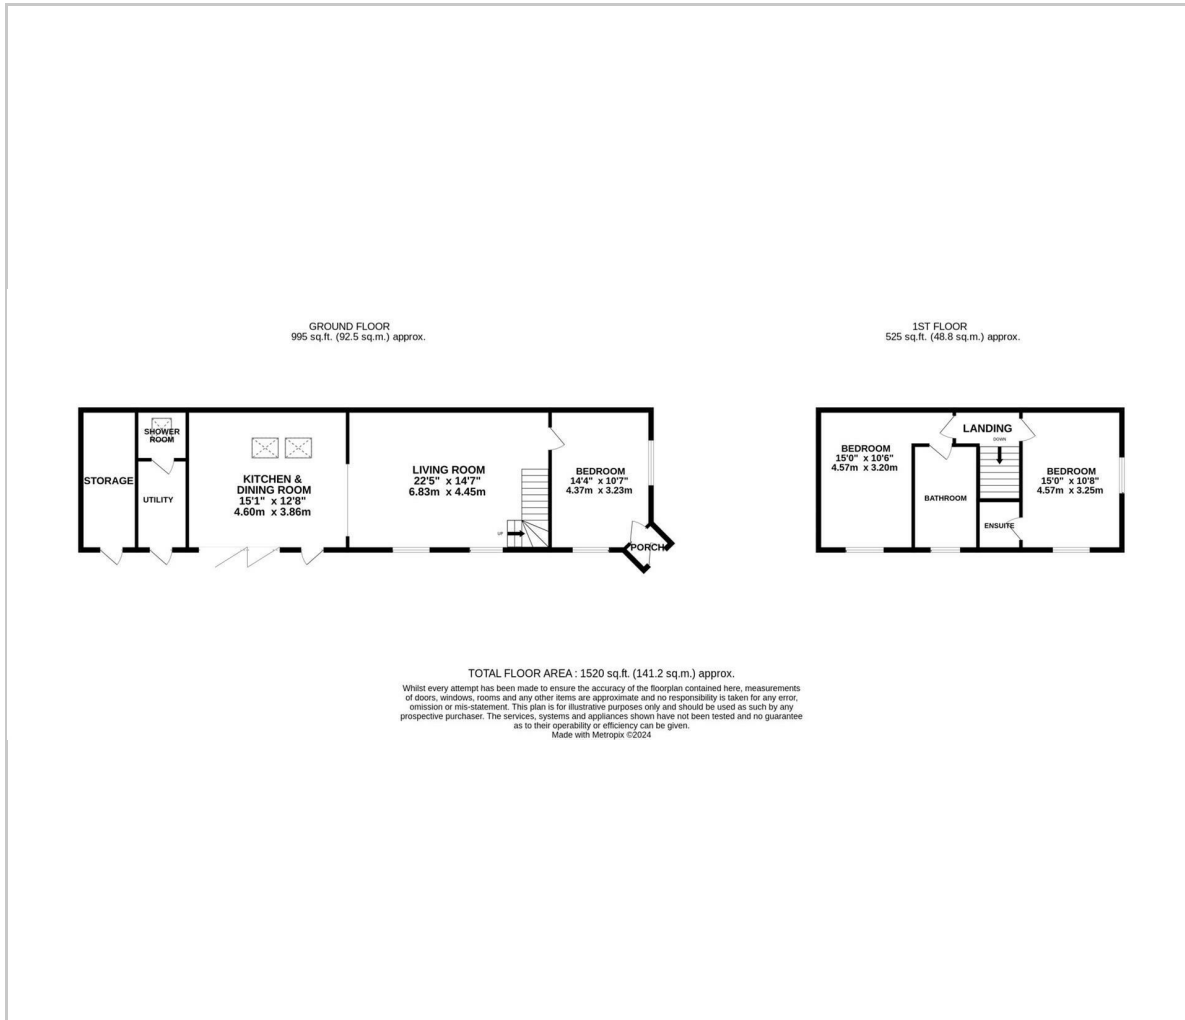 GROUND FLOOR
995 sq.ft. (92.5 sq.m.) approx.
1ST FLOOR
525 sq.ft. (48.8 sq.m.) approx.
STORAGE
SHOWER
ROOM
UTILITY
KITCHEN &
DINING ROOM
15'1" x 12'8"
4.60m x 3.86m
LIVING ROOM
22'5" x 14'7"
6.83m x 4.45m
UP
BEDROOM
14'4" x 10'7"
4.37m x 3.23m
PORCH
BEDROOM
15'0" x 10'6"
4.57m x 3.20m
LANDING
DOWN
BATHROOM
ENSUITE
BEDROOM
15'0" x 10'8"
4.57m x 3.25m
TOTAL FLOOR AREA : 1520 sq.ft. (141.2 sq.m.) approx.
Whilst every attempt has been made to ensure the accuracy of the floorplan contained here, measurements
of doors, windows, rooms and any other items are approximate and no responsibility is taken for any error,
omission or mis-statement. This plan is for illustrative purposes only and should be used as such by any
prospective purchaser. The services, systems and appliances shown have not been tested and no guarantee
as to their operability or efficiency can be given.
Made with Metropix ©2024